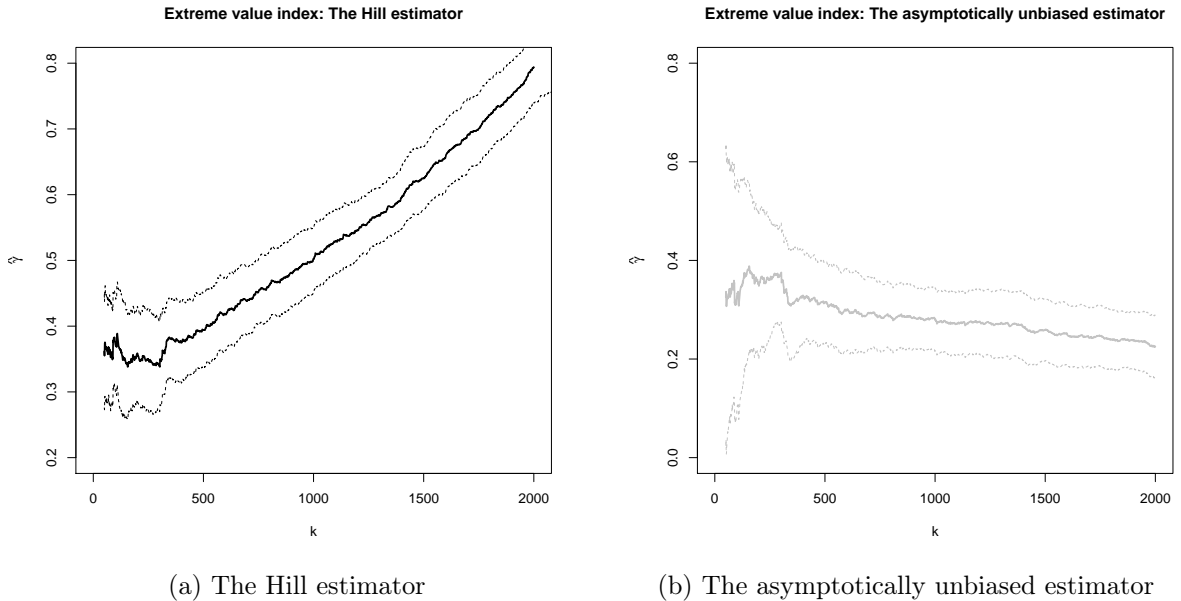 Extreme value index: The Hill estimator
0.8
0.7
0.6
0.5
0.4
0.3
0.2
γ̂
0 500 1000 1500 2000
k
(a) The Hill estimator
Extreme value index: The asymptotically unbiased estimator
0.8
0.6
0.4
0.2
0.0
γ̂
0 500 1000 1500 2000
k
(b) The asymptotically unbiased estimator